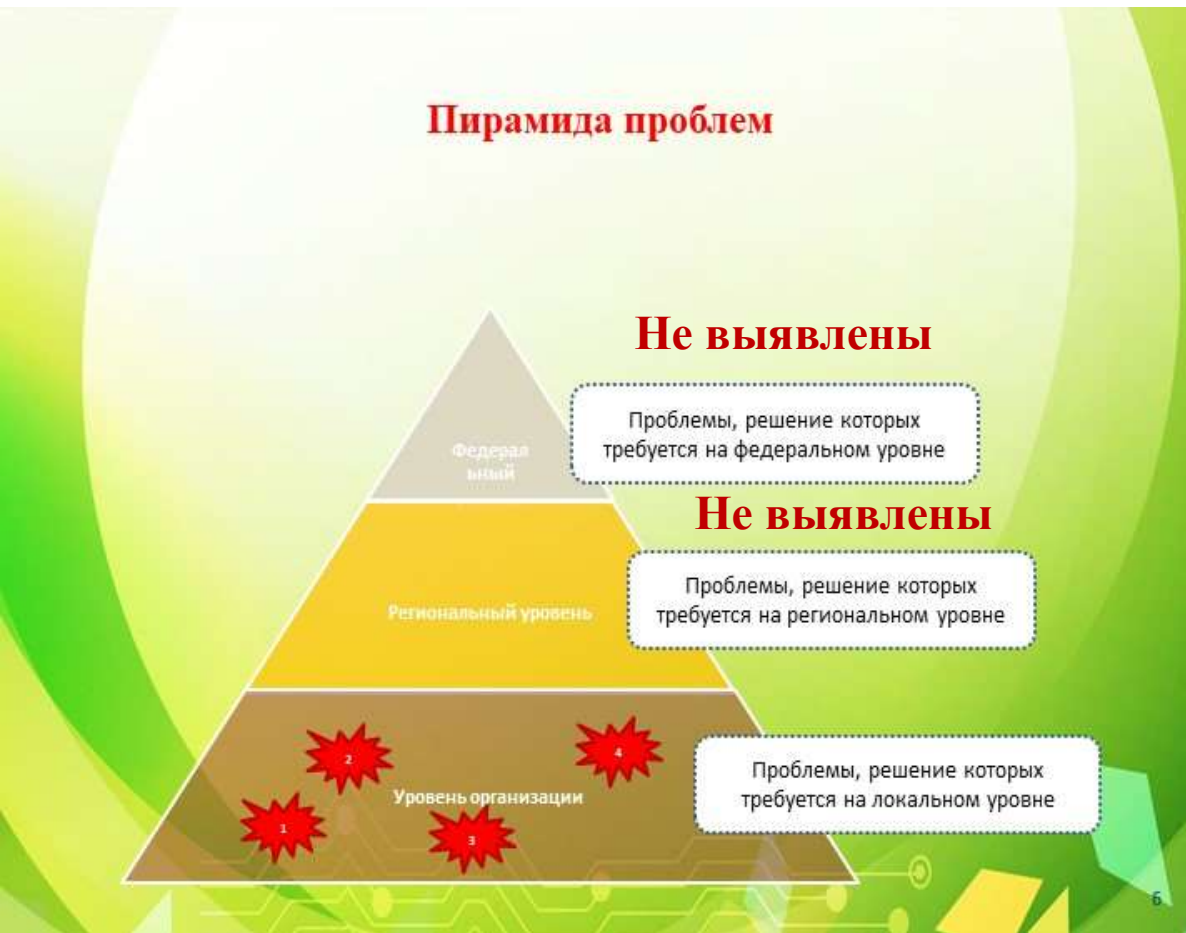 Пирамида проблем
Не выявлены
Проблемы, решение которых
требуется на федеральном уровне
Федерал
ьный
Не выявлены
Проблемы, решение которых
требуется на региональном уровне
Региональный уровень
2
4
Проблемы, решение которых
требуется на локальном уровне
Уровень организации
1
3
6